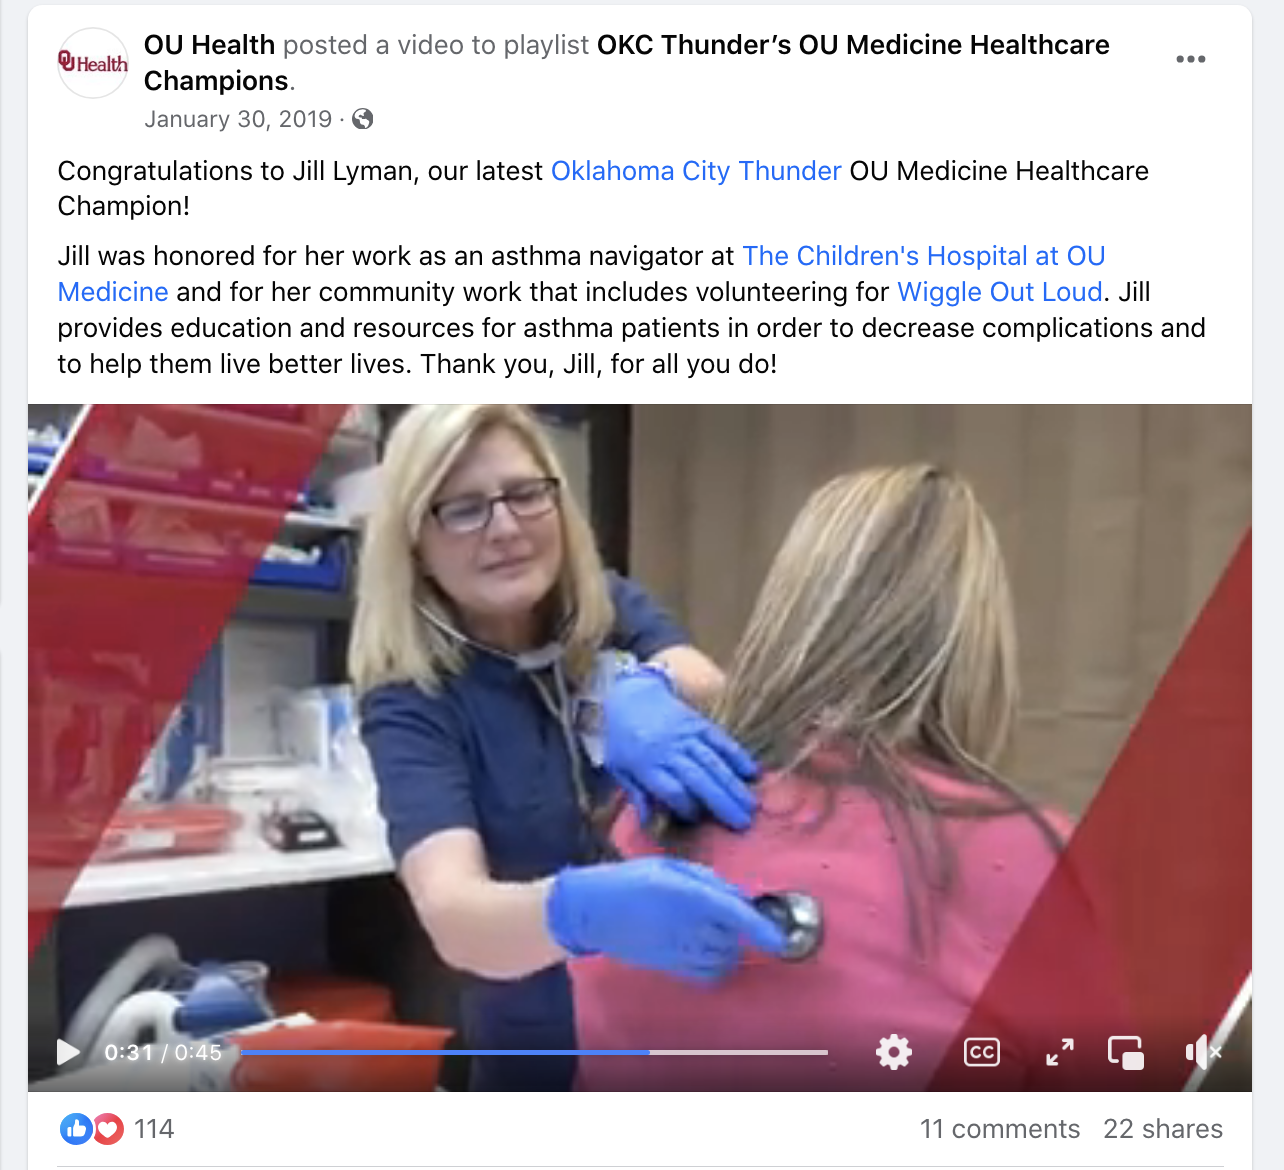 OU Health
OU Health posted a video to playlist OKC Thunder’s OU Medicine Healthcare
Champions.
January 30, 2019 ·
Congratulations to Jill Lyman, our latest Oklahoma City Thunder OU Medicine Healthcare
Champion!
Jill was honored for her work as an asthma navigator at The Children's Hospital at OU
Medicine and for her community work that includes volunteering for Wiggle Out Loud. Jill
provides education and resources for asthma patients in order to decrease complications and
to help them live better lives. Thank you, Jill, for all you do!
0:31 / 0:45
CC
114
11 comments 22 shares